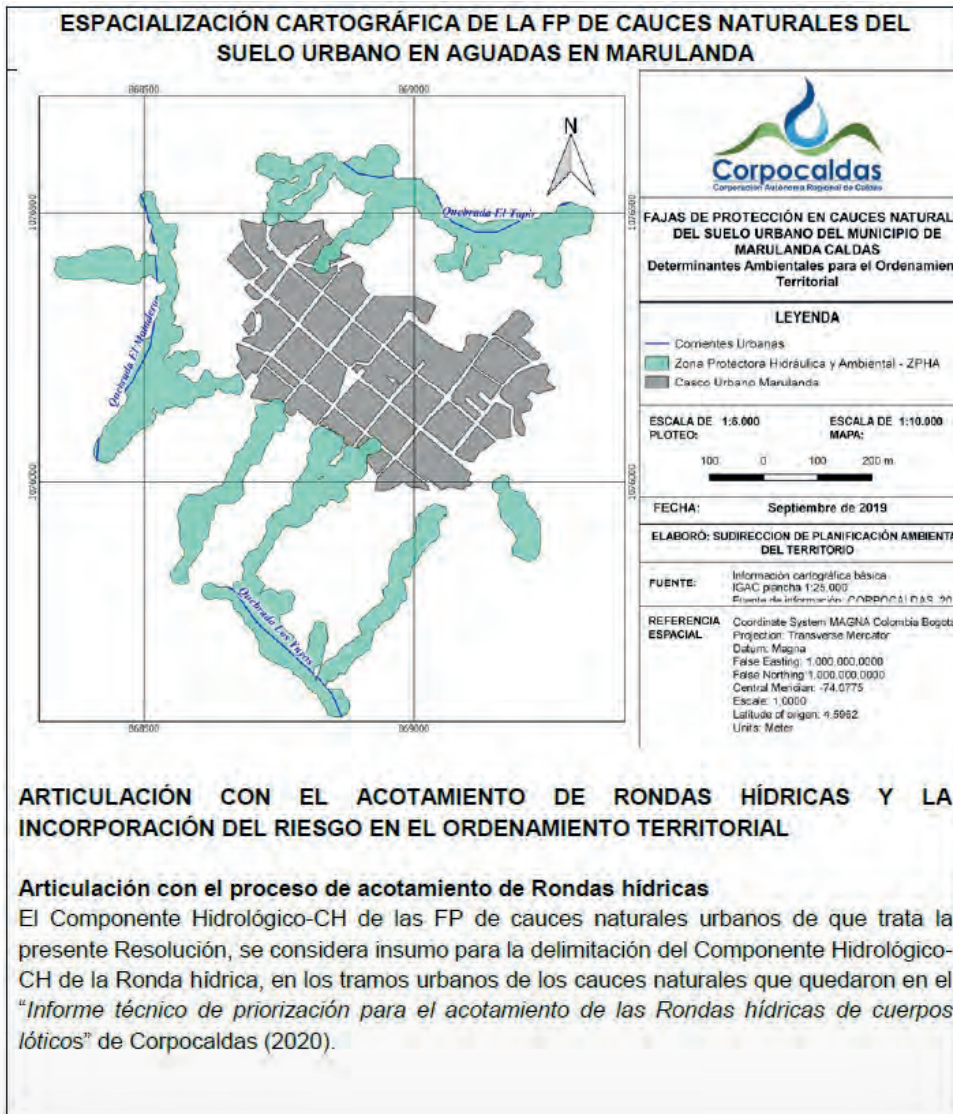 ESPACIALIZACIÓN CARTOGRÁFICA DE LA FP DE CAUCES NATURALES DEL
SUELO URBANO EN AGUADAS EN MARULANDA
868500
869000
N
1076500
1076500
Quebrada El Tapir
Quebrada El Maladero
1076000
1076000
Quebrada Los Yuyos
868500
869000
Corpocaldas
Corporación Autónoma Regional de Caldas
FAJAS DE PROTECCIÓN EN CAUCES NATURAL
DEL SUELO URBANO DEL MUNICIPIO DE
MARULANDA CALDAS
Determinantes Ambientales para el Ordenamien
Territorial
LEYENDA
Corrientes Urbanas
Zona Protectora Hidráulica y Ambiental - ZPHA
Casco Urbano Marulanda
ESCALA DE 1:6.000 ESCALA DE 1:10.000
PLOTEO: MAPA:
100 0 100 200 m
FECHA: Septiembre de 2019
ELABORÓ: SUDIRECCION DE PLANIFICACIÓN AMBIENTA
DEL TERRITORIO
FUENTE: Información cartográfica básica
IGAC plancha 1:25.000
Fuente de información: CORPOCALDAS, 20
REFERENCIA ESPACIAL Coordinate System MAGNA Colombia Bogota
Projection: Transverse Mercator
Datum: Magna
False Easting: 1.000.000,0000
False Northing 1.000.000,0000
Central Meridian: -74.0775
Escale: 1,0000
Latitude of origen: 4.5962
Units: Meter
ARTICULACIÓN CON EL ACOTAMIENTO DE RONDAS HÍDRICAS Y LA
INCORPORACIÓN DEL RIESGO EN EL ORDENAMIENTO TERRITORIAL
Articulación con el proceso de acotamiento de Rondas hídricas
El Componente Hidrológico-CH de las FP de cauces naturales urbanos de que trata la
presente Resolución, se considera insumo para la delimitación del Componente Hidrológico-
CH de la Ronda hídrica, en los tramos urbanos de los cauces naturales que quedaron en el
“Informe técnico de priorización para el acotamiento de las Rondas hídricas de cuerpos
lóticos” de Corpocaldas (2020).